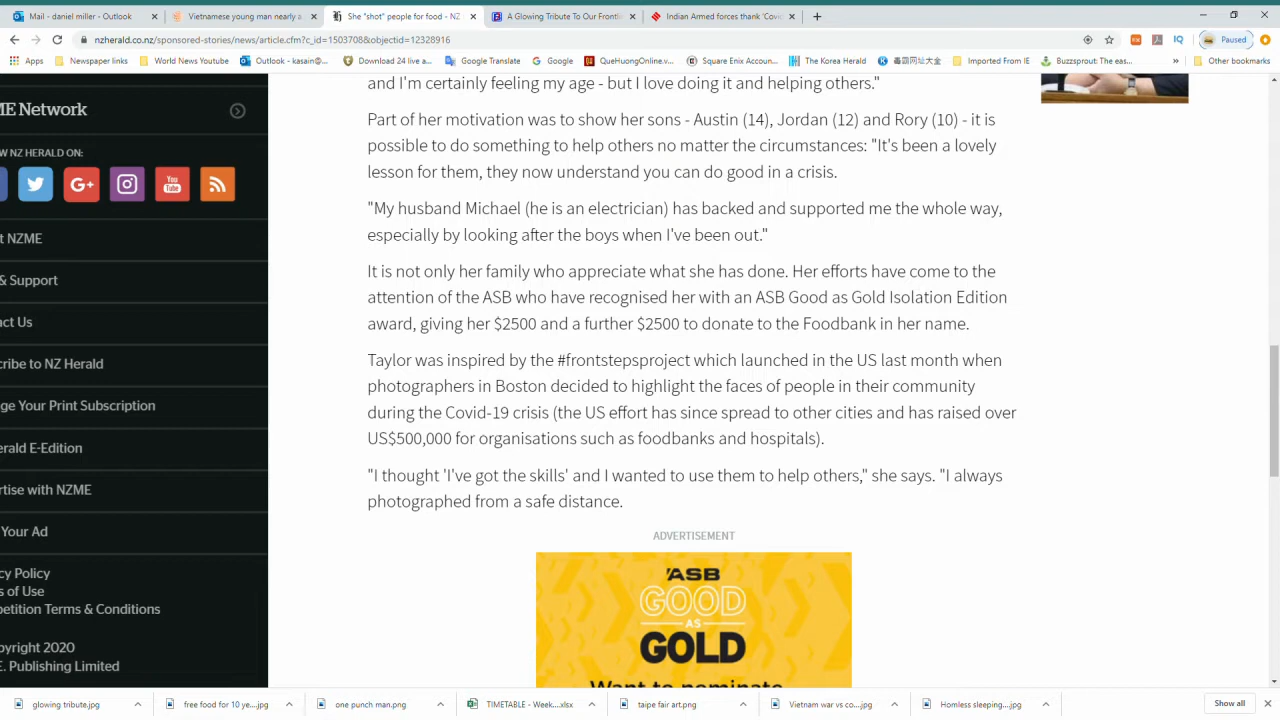 Mail - daniel miller - Outlook
Vietnamese young man nearly a
She "shot" people for food - NZ
A Glowing Tribute To Our Frontli
Indian Armed forces thank 'Covi
nzherald.co.nz/sponsored-stories/news/article.cfm?c_id=1503708&objectid=12328916
IQ
Paused
Apps
Newspaper links
World News Youtube
Outlook - kasain@...
Download 24 live a...
Google Translate
Google
QuêHuongOnline.v...
Square Enix Accoun...
The Korea Herald
毒霸网址大全
Imported From IE
Buzzsprout: The eas...
»
Other bookmarks
and I'm certainly feeling my age - but I love doing it and helping others."
ME Network
Part of her motivation was to show her sons - Austin (14), Jordan (12) and Rory (10) - it is
possible to do something to help others no matter the circumstances: "It's been a lovely
lesson for them, they now understand you can do good in a crisis.
W NZ HERALD ON:
G+
You Tube
"My husband Michael (he is an electrician) has backed and supported me the whole way,
especially by looking after the boys when I've been out."
t NZME
& Support
ct Us
cribe to NZ Herald
ge Your Print Subscription
erald E-Edition
rtise with NZME
Your Ad
cy Policy
s of Use
petition Terms & Conditions
pyright 2020
E. Publishing Limited
It is not only her family who appreciate what she has done. Her efforts have come to the
attention of the ASB who have recognised her with an ASB Good as Gold Isolation Edition
award, giving her $2500 and a further $2500 to donate to the Foodbank in her name.
Taylor was inspired by the #frontstepsproject which launched in the US last month when
photographers in Boston decided to highlight the faces of people in their community
during the Covid-19 crisis (the US effort has since spread to other cities and has raised over
US$500,000 for organisations such as foodbanks and hospitals).
"I thought 'I've got the skills' and I wanted to use them to help others," she says. "I always
photographed from a safe distance.
ADVERTISEMENT
ASB
GOOD
AS
GOLD
Want to nominate
glowing tribute.jpg
free food for 10 ye....jpg
one punch man.png
TIMETABLE - Week....xlsx
taipe fair art.png
Vietnam war vs co....jpg
Homless sleeping....jpg
Show all